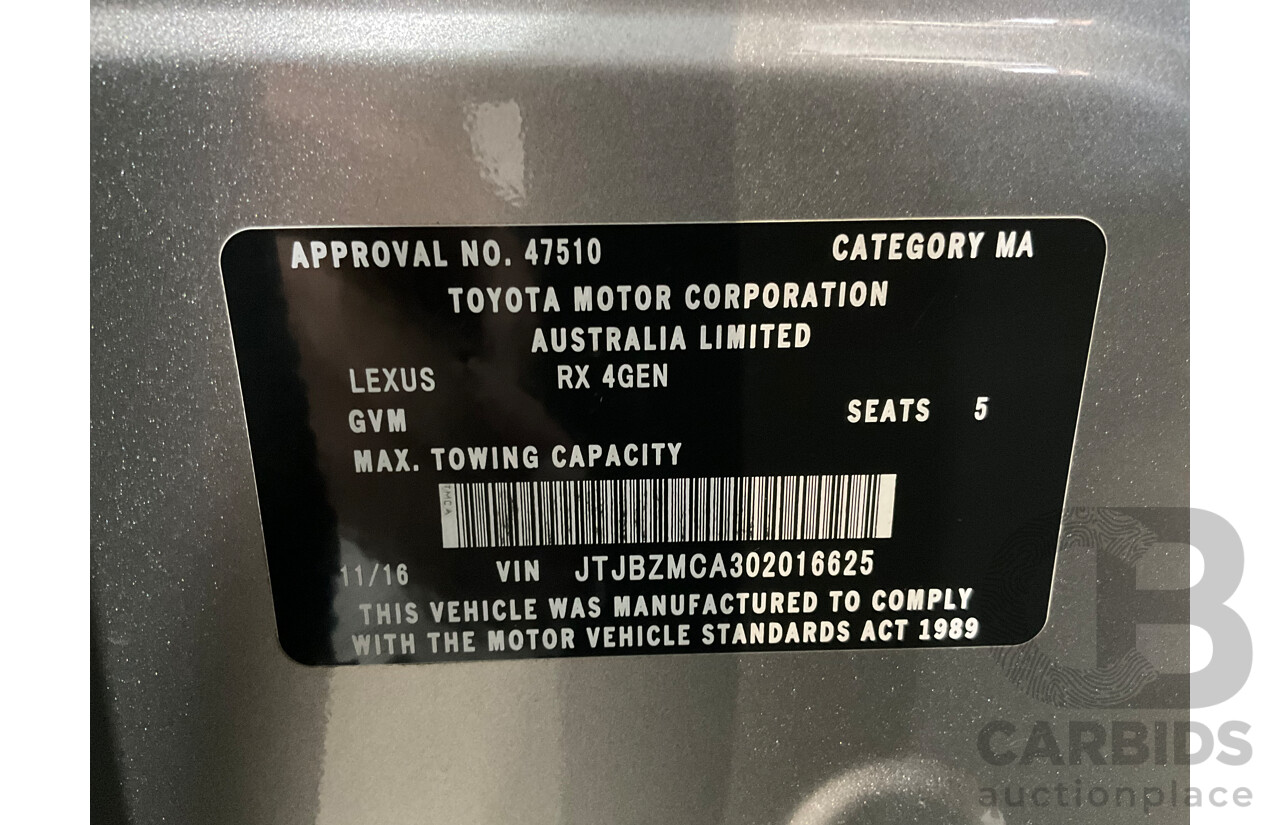 APPROVAL NO. 47510 CATEGORY MA
TOYOTA MOTOR CORPORATION
AUSTRALIA LIMITED
LEXUS RX 4GEN
GVM SEATS 5
MAX. TOWING CAPACITY
TMCA
11/16 VIN JTJBZMCA302016625
THIS VEHICLE WAS MANUFACTURED TO COMPLY
WITH THE MOTOR VEHICLE STANDARDS ACT 1989
CB
CARBIDS
auctionplace